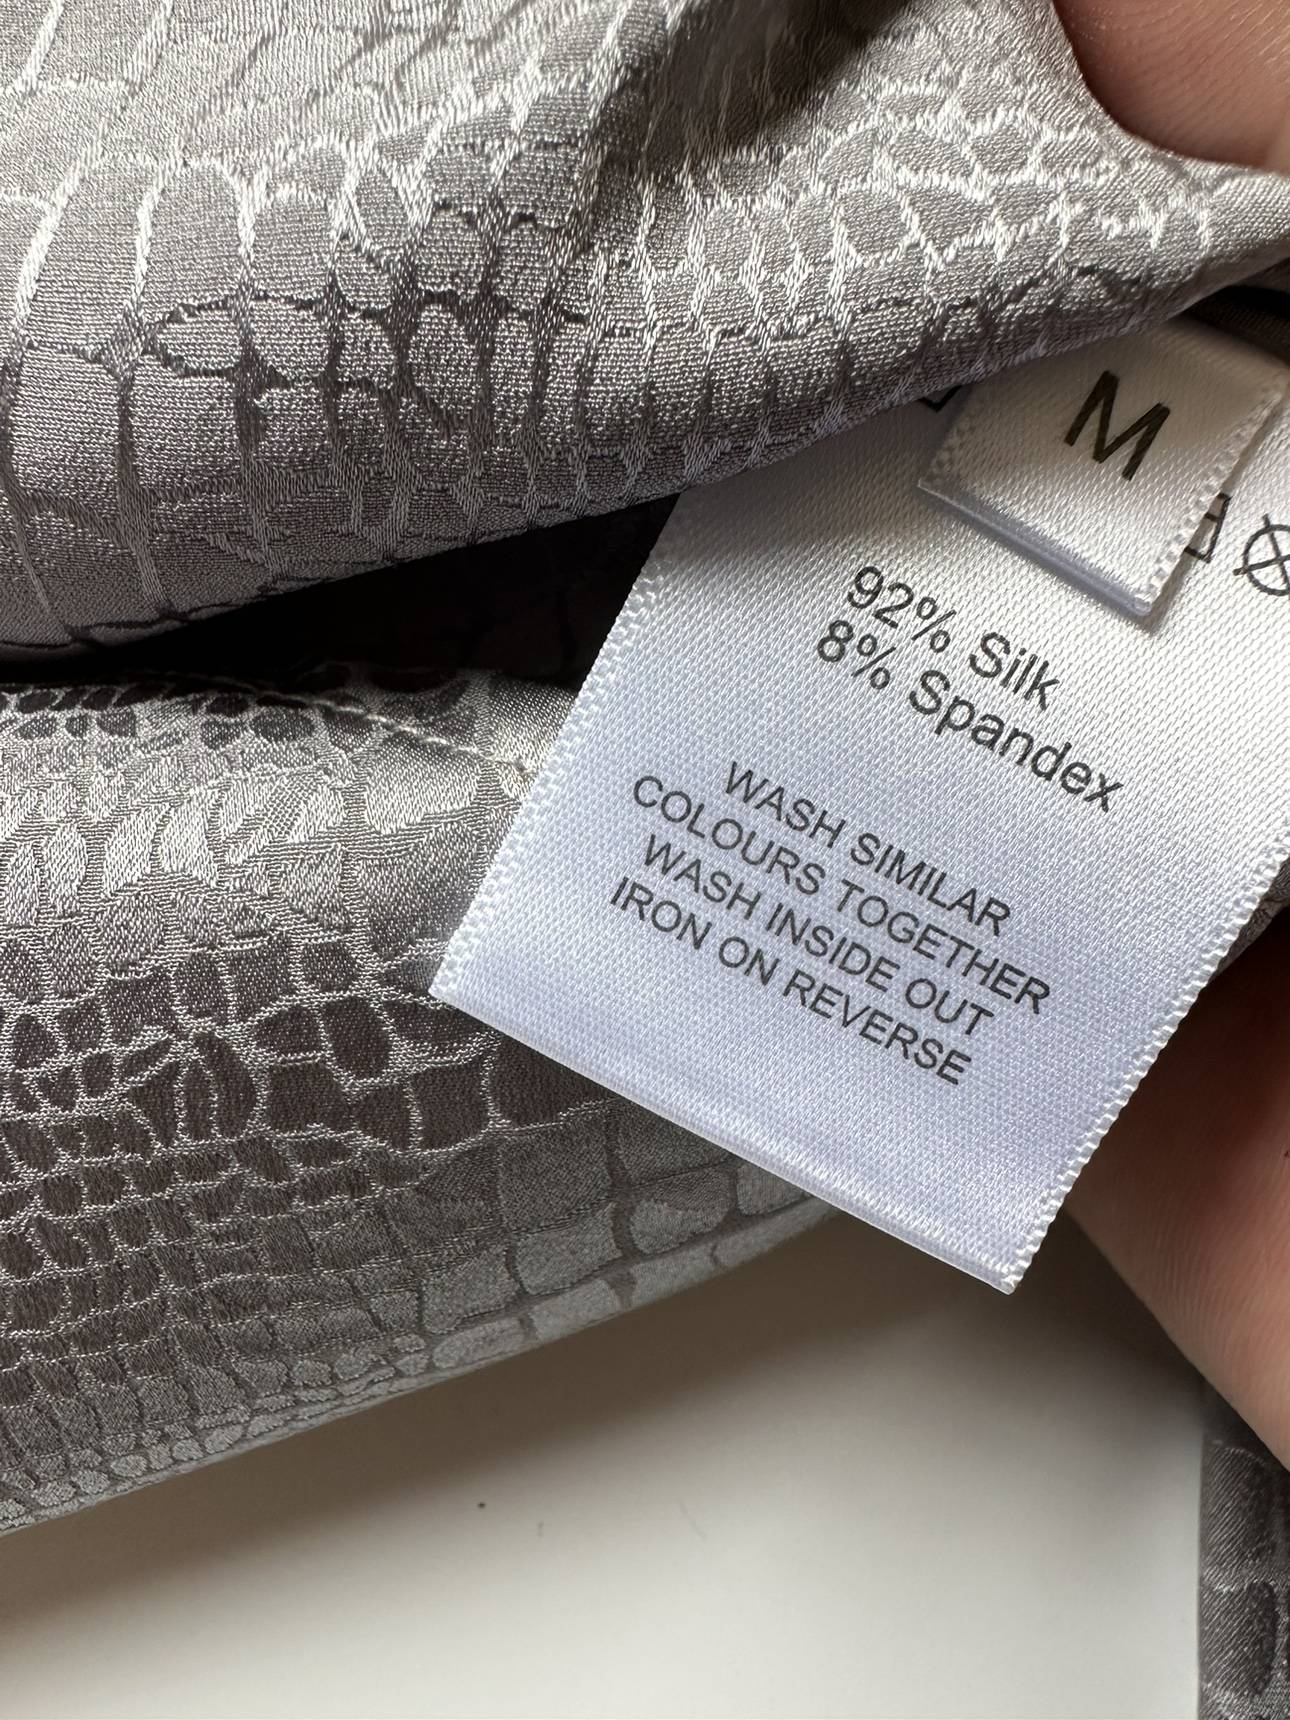 M
92% Silk
8% Spandex
WASH SIMILAR
COLOURS TOGETHER
WASH INSIDE OUT
IRON ON REVERSE